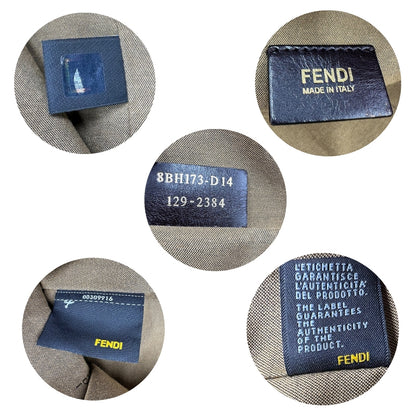 FENDI
MADE IN ITALY
8BH173-D14
129-2384
00309916
FENDI
L'ETICHETTA
GARANTISCE
L'AUTENTICITA'
DEL PRODOTTO.
THE LABEL
GUARANTEES
THE
AUTHENTICITY
OF THE
PRODUCT.
FENDI